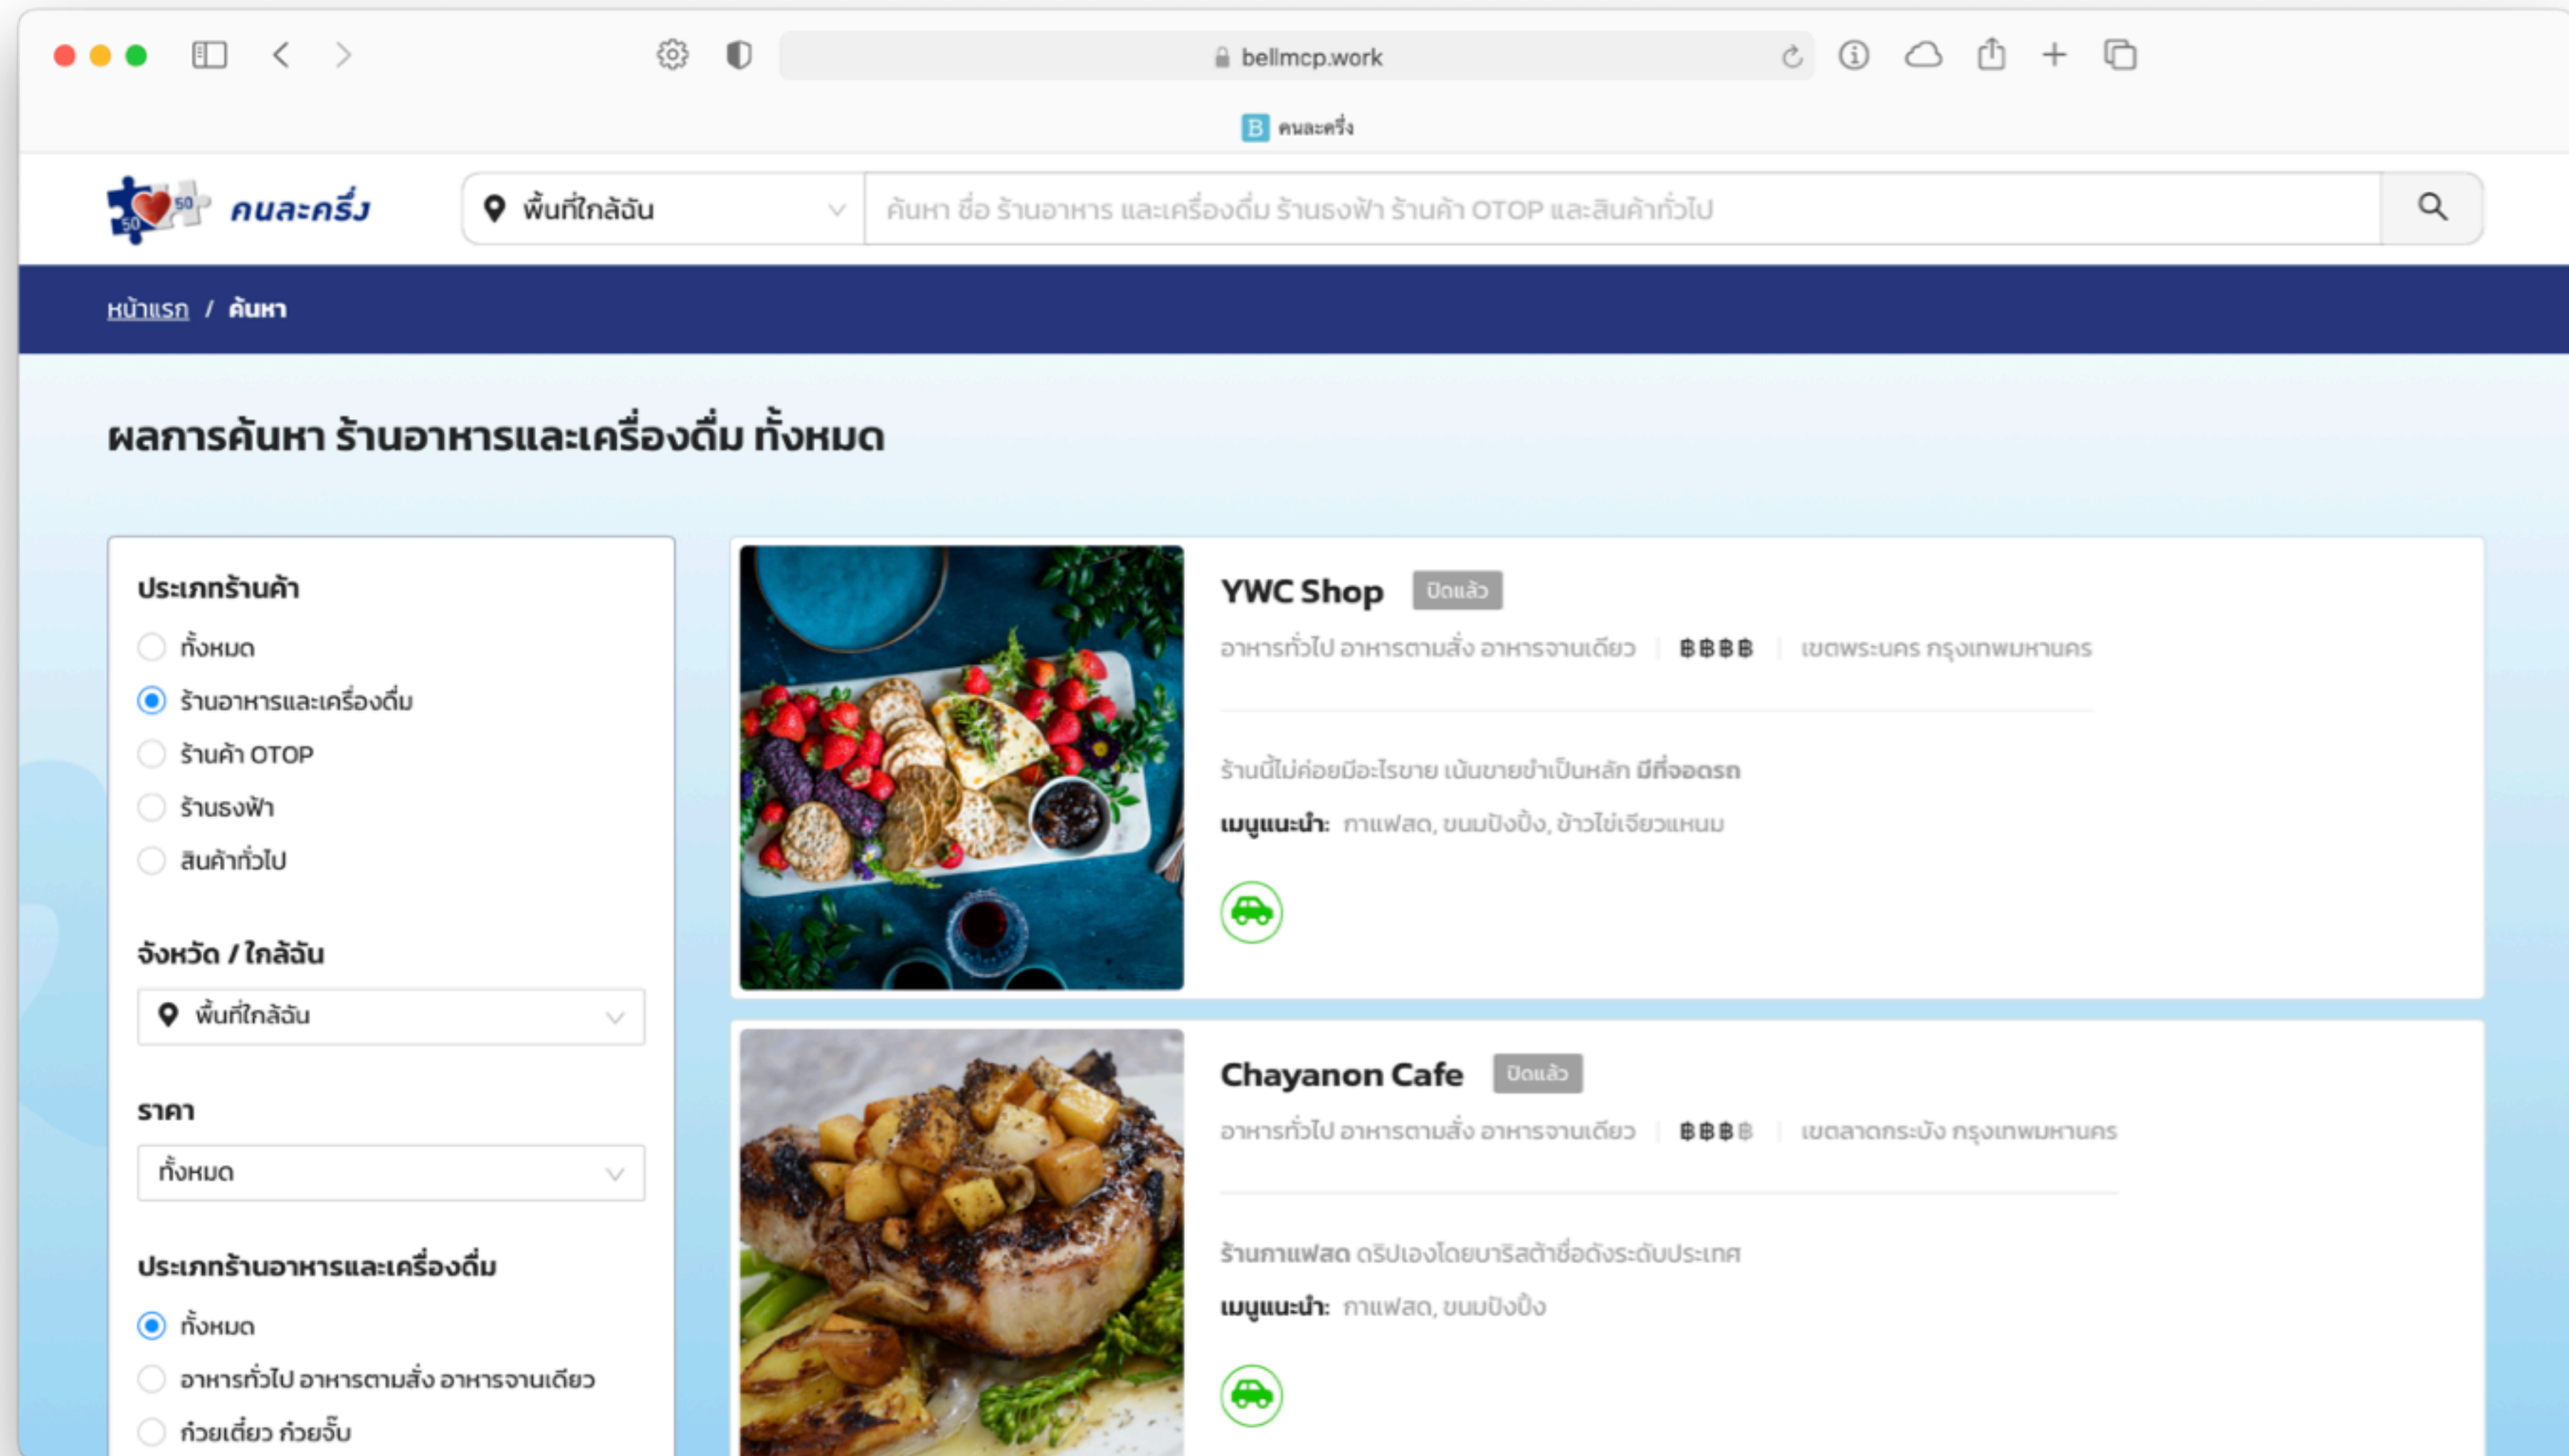 bellmcp.work
B คนละครึ่ง
50 50 คนละครึ่ง
พื้นที่ใกล้ฉัน
ค้นหา ชื่อ ร้านอาหาร และเครื่องดื่ม ร้านธงฟ้า ร้านค้า OTOP และสินค้าทั่วไป
หน้าแรก / ค้นหา
ผลการค้นหา ร้านอาหารและเครื่องดื่ม ทั้งหมด
ประเภทร้านค้า
ทั้งหมด
ร้านอาหารและเครื่องดื่ม
ร้านค้า OTOP
ร้านธงฟ้า
สินค้าทั่วไป
จังหวัด / ใกล้ฉัน
พื้นที่ใกล้ฉัน
ราคา
ทั้งหมด
ประเภทร้านอาหารและเครื่องดื่ม
ทั้งหมด
อาหารทั่วไป อาหารตามสั่ง อาหารจานเดียว
ก๋วยเตี๋ยว ก๋วยจั๊บ
YWC Shop ปิดแล้ว
อาหารทั่วไป อาหารตามสั่ง อาหารจานเดียว | ฿฿฿฿ | เขตพระนคร กรุงเทพมหานคร
ร้านนี้ไม่ค่อยมีอะไรขาย เน้นขายขำเป็นหลัก มีที่จอดรถ
เมนูแนะนำ: กาแฟสด, ขนมปังปิ้ง, ข้าวไข่เจียวแหนม
Chayanon Cafe ปิดแล้ว
อาหารทั่วไป อาหารตามสั่ง อาหารจานเดียว | ฿฿฿฿ | เขตลาดกระบัง กรุงเทพมหานคร
ร้านกาแฟสด ดริปเองโดยบาริสต้าชื่อดังระดับประเทศ
เมนูแนะนำ: กาแฟสด, ขนมปังปิ้ง